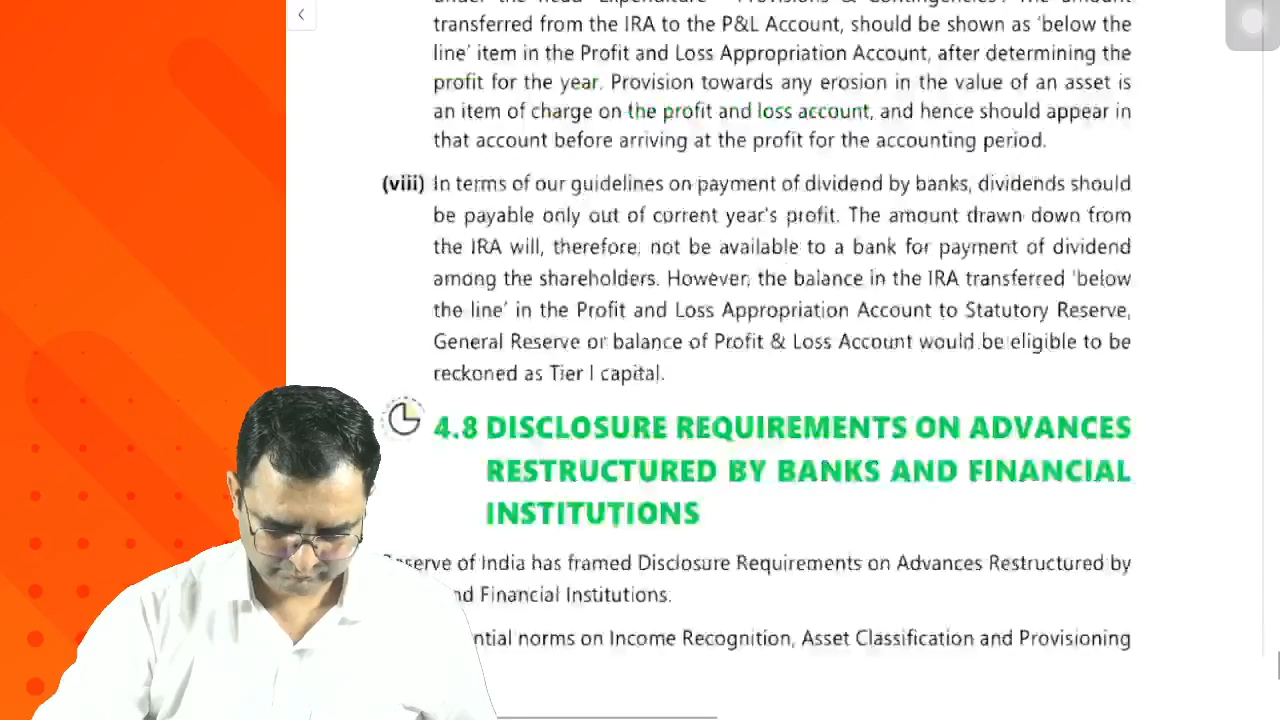 transferred from the IRA to the P&L Account, should be shown as 'below the
line' item in the Profit and Loss Appropriation Account, after determining the
profit for the year. Provision towards any erosion in the value of an asset is
an item of charge on the profit and loss account, and hence should appear in
that account before arriving at the profit for the accounting period.
(viii) In terms of our guidelines on payment of dividend by banks, dividends should
be payable only out of current year's profit. The amount drawn down from
the IRA will, therefore, not be available to a bank for payment of dividend
among the shareholders. However, the balance in the IRA transferred 'below
the line' in the Profit and Loss Appropriation Account to Statutory Reserve,
General Reserve or balance of Profit & Loss Account would be eligible to be
reckoned as Tier I capital.
4.8 DISCLOSURE REQUIREMENTS ON ADVANCES
RESTRUCTURED BY BANKS AND FINANCIAL
INSTITUTIONS
of India has framed Disclosure Requirements on Advances Restructured by
Financial Institutions.
norms on Income Recognition, Asset Classification and Provisioning